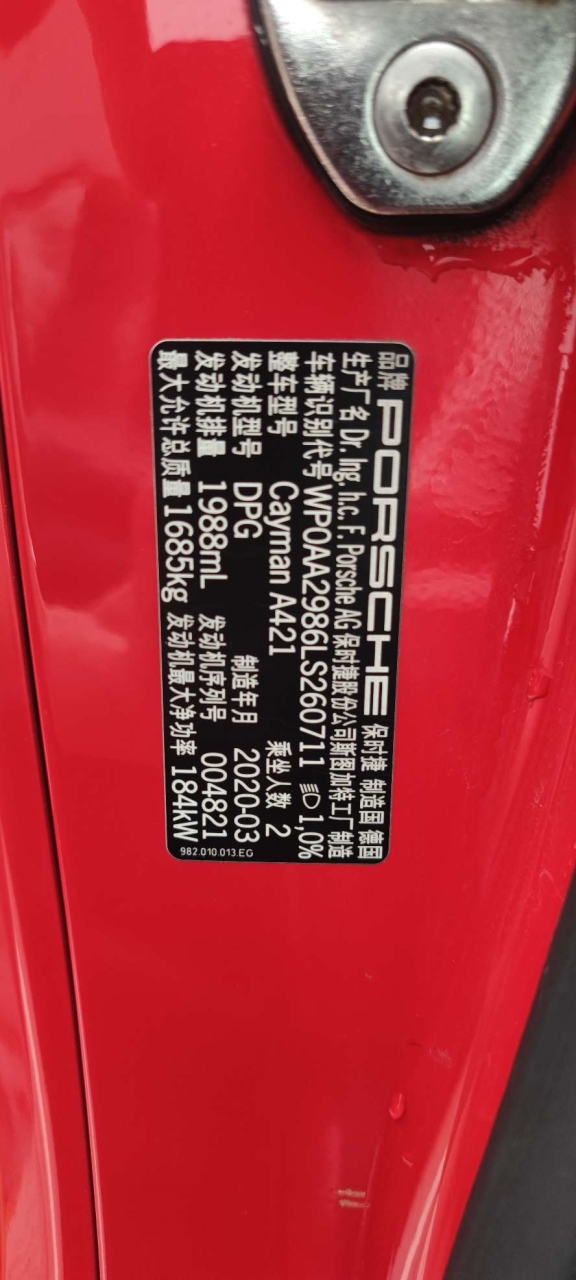 品牌 PORSCHE 保时捷 制造国 德国
生产厂名 Dr. Ing. h.c. F. Porsche AG 保时捷股份公司斯图加特工厂制造
车辆识别代号 WP0AA2986LS260711 1,0%
整车型号 Cayman A421 乘坐人数 2
发动机型号 DPG 制造年月 2020-03
发动机排量 1988mL 发动机序列号 004821
最大允许总质量 1685kg 发动机最大净功率 184kW
982.010.013.EG